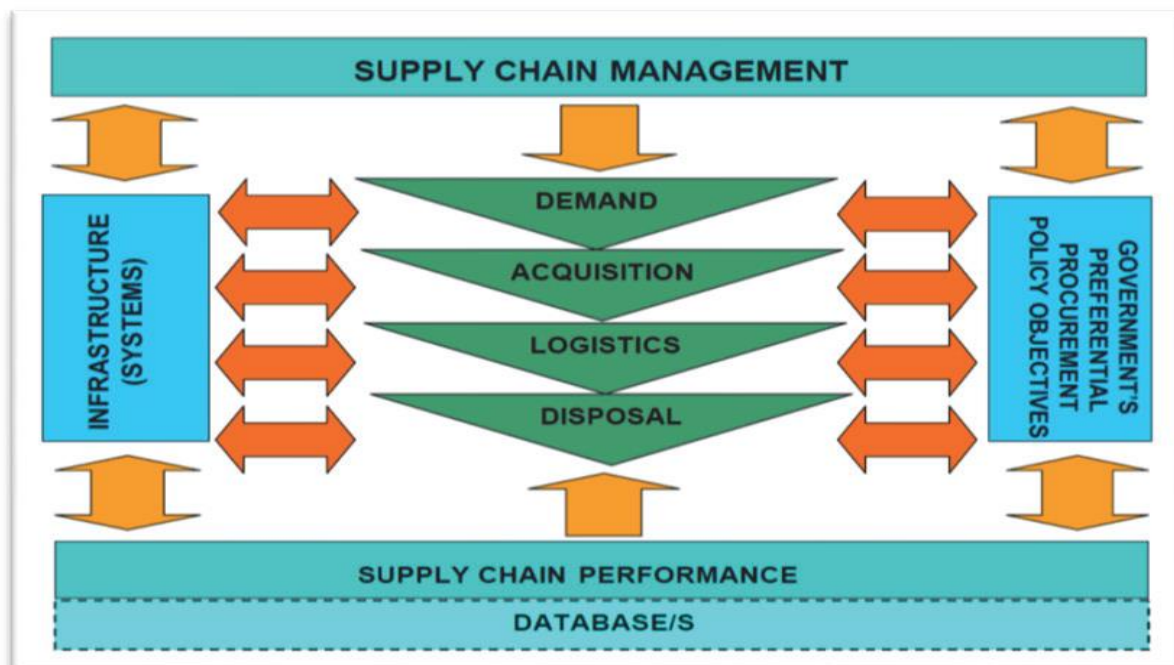 SUPPLY CHAIN MANAGEMENT
DEMAND
ACQUISITION
LOGISTICS
DISPOSAL
INFRASTRUCTURE
(SYSTEMS)
GOVERNMENT'S
PREFERENTIAL
PROCUREMENT
POLICY OBJECTIVES
SUPPLY CHAIN PERFORMANCE
DATABASE/S